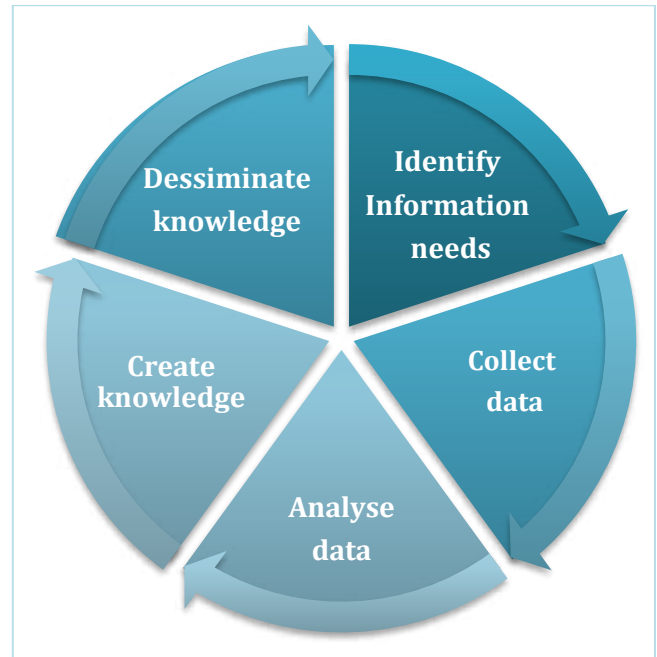 Identify
Information
needs
Collect
data
Analyse
data
Create
knowledge
Dessiminate
knowledge